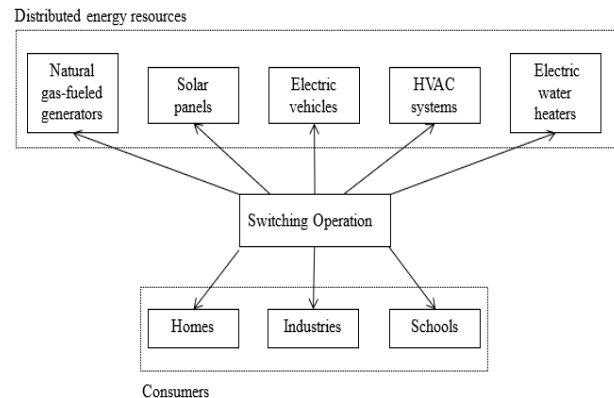 Distributed energy resources
Natural
gas-fueled
generators
Solar
panels
Electric
vehicles
HVAC
systems
Electric
water
heaters
Switching Operation
Homes
Industries
Schools
Consumers